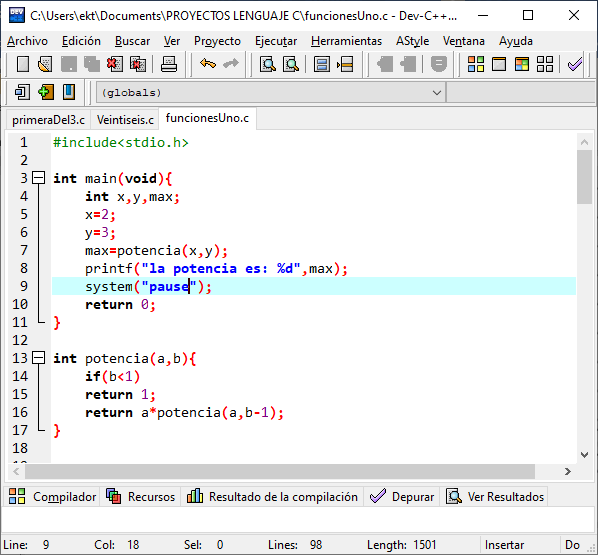 C:\Users\ekt\Documents\PROYECTOS LENGUAJE C\funcionesUno.c - Dev-C++...
Archivo Edición Buscar Ver Proyecto Ejecutar Herramientas AStyle Ventana Ayuda
(globals)
primeraDel3.c Veintiseis.c funcionesUno.c
1 #include<stdio.h>
2
3 int main(void){
4 int x,y,max;
5 x=2;
6 y=3;
7 max=potencia(x,y);
8 printf("la potencia es: %d",max);
9 system("pause");
10 return 0;
11 }
12
13 int potencia(a,b){
14 if(b<1)
15 return 1;
16 return a*potencia(a,b-1);
17 }
18
Compilador Recursos Resultado de la compilación Depurar Ver Resultados
Line: 9 Col: 18 Sel: 0 Lines: 98 Length: 1501 Insertar Do